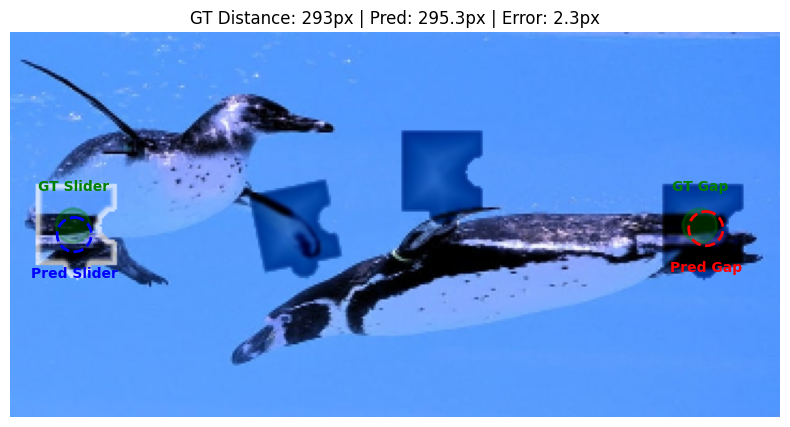 GT Distance: 293px | Pred: 295.3px | Error: 2.3px
GT Slider
GT Gap
Pred Slider
Pred Gap